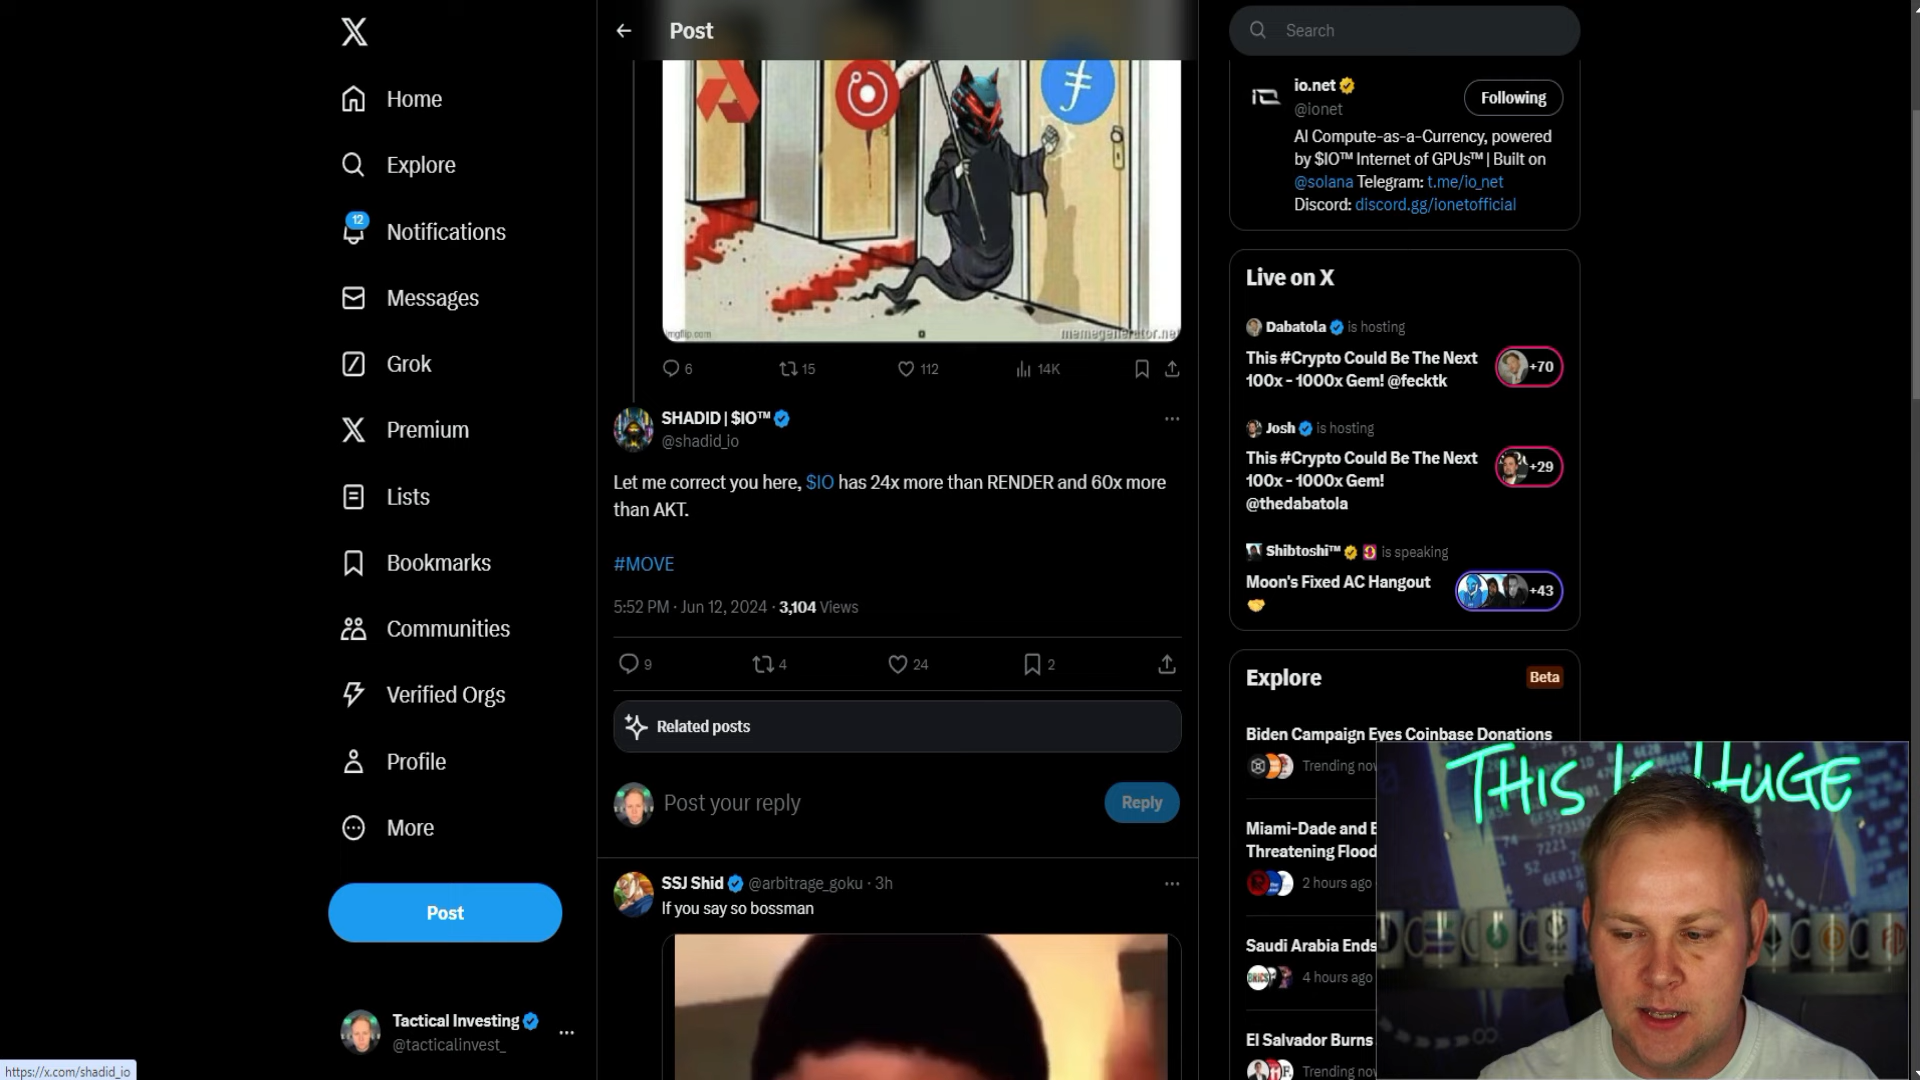 Home
Explore
12
Notifications
Messages
Grok
Premium
Lists
Bookmarks
Communities
Verified Orgs
Profile
More
Post
Tactical Investing
@tacticalinvest_
https://x.com/shadid_io
Post
imgflip.com
memegenerator.net
6
15
112
14K
SHADID | $IO™
@shadid_io
Let me correct you here, $IO has 24x more than RENDER and 60x more
than AKT.
#MOVE
5:52 PM · Jun 12, 2024 · 3,104 Views
9
4
24
2
Related posts
Post your reply
Reply
SSJ Shid @arbitrage_goku · 3h
If you say so bossman
Search
io.net
@ionet
Following
AI Compute-as-a-Currency, powered
by $IO™ Internet of GPUs™ | Built on
@solana Telegram: t.me/io_net
Discord: discord.gg/ionetofficial
Live on X
Dabatola is hosting
This #Crypto Could Be The Next
100x - 1000x Gem! @fecktk
+70
Josh is hosting
This #Crypto Could Be The Next
100x - 1000x Gem!
@thedabatola
+29
Shibtoshi™ is speaking
Moon's Fixed AC Hangout
+43
Explore
Beta
Biden Campaign Eyes Coinbase Donations
Trending now
Miami-Dade and
Threatening Flood
2 hours ago
Saudi Arabia Ends
4 hours ago
El Salvador Burns
Trending now
THIS IS HUGE